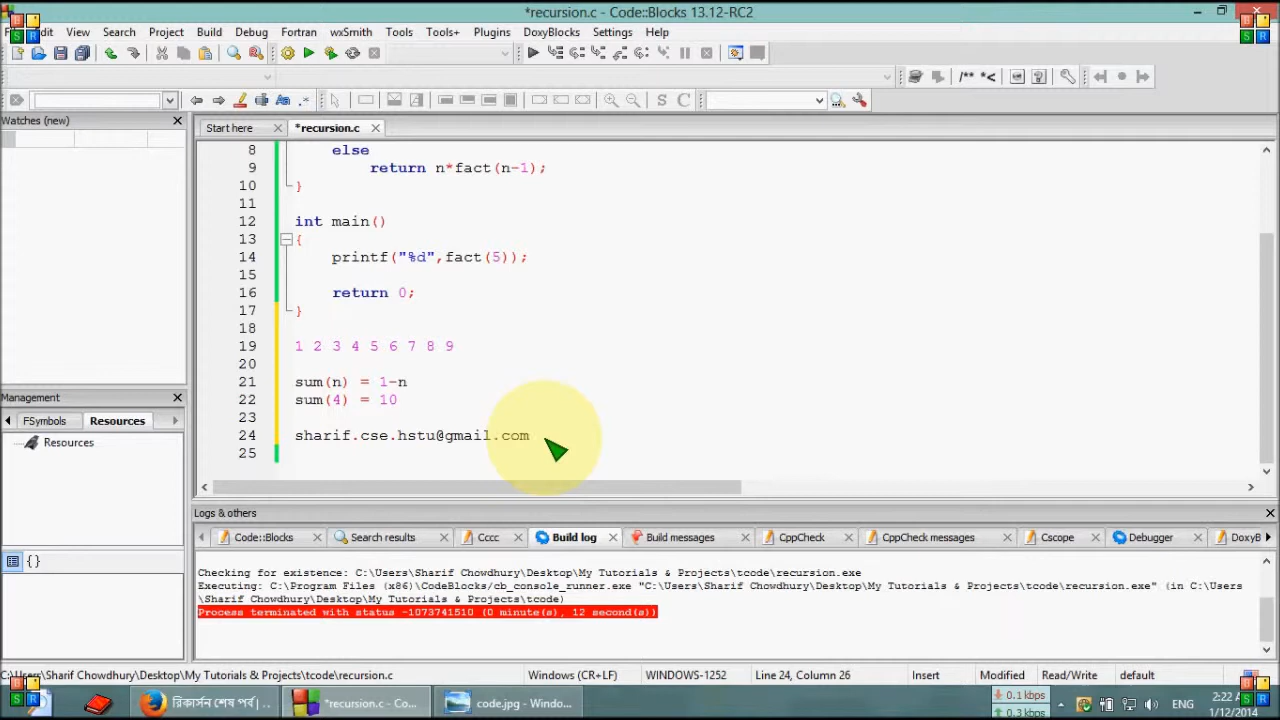 *recursion.c - Code::Blocks 13.12-RC2
Edit View Search Project Build Debug Fortran wxSmith Tools Tools+ Plugins DoxyBlocks Settings Help
/** *<
S C
Watches (new)
Start here *recursion.c
8 else
9 return n*fact(n-1);
10 }
11
12 int main()
13 {
14 printf("%d",fact(5));
15
16 return 0;
17 }
18
19 1 2 3 4 5 6 7 8 9
20
21 sum(n) = 1-n
22 sum(4) = 10
23
24 sharif.cse.hstu@gmail.com
25
Management
FSymbols Resources
Resources
{ }
Logs & others
Code::Blocks Search results Cccc Build log Build messages CppCheck CppCheck messages Cscope Debugger DoxyB
Checking for existence: C:\Users\Sharif Chowdhury\Desktop\My Tutorials & Projects\tcode\recursion.exe
Executing: C:\Program Files (x86)\CodeBlocks/cb_console_runner.exe "C:\Users\Sharif Chowdhury\Desktop\My Tutorials & Projects\tcode\recursion.exe" (in C:\Users
\Sharif Chowdhury\Desktop\My Tutorials & Projects\tcode)
Process terminated with status -1073741510 (0 minute(s), 12 second(s))
C:\Users\Sharif Chowdhury\Desktop\My Tutorials & Projects\tcode\recursion.c Windows (CR+LF) WINDOWS-1252 Line 24, Column 26 Insert Modified Read/Write default
রিকার্সন শেষ পর্ব | ... *recursion.c - Co... code.jpg - Windo... 0.1 kbps ENG 2:22 AM
0.3 kbps 1/12/2014
B R
S R